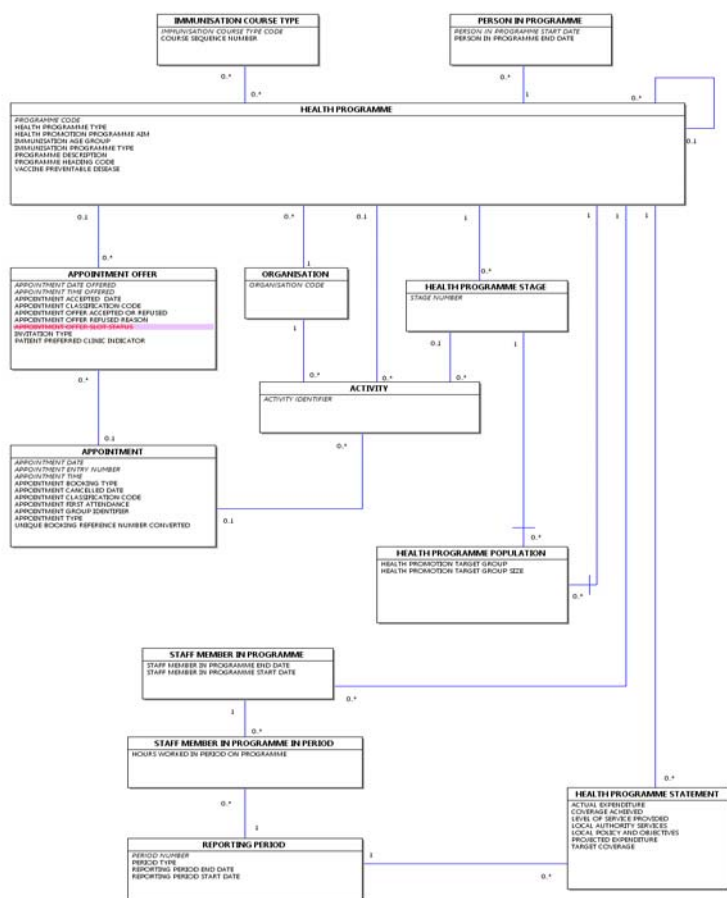 IMMUNISATION COURSE TYPE
IMMUNISATION COURSE TYPE CODE
COURSE SEQUENCE NUMBER
PERSON IN PROGRAMME
PERSON IN PROGRAMME START DATE
PERSON IN PROGRAMME END DATE
0..*
0..*
0..*
1
0..*
0..1
HEALTH PROGRAMME
PROGRAMME CODE
HEALTH PROGRAMME TYPE
HEALTH PROMOTION PROGRAMME AIM
IMMUNISATION AGE GROUP
IMMUNISATION PROGRAMME TYPE
PROGRAMME DESCRIPTION
PROGRAMME HEADING CODE
VACCINE PREVENTABLE DISEASE
0..1
0..*
0..1
1
1
1
1
0..*
1
0..*
APPOINTMENT OFFER
APPOINTMENT DATE OFFERED
APPOINTMENT TIME OFFERED
APPOINTMENT ACCEPTED DATE
APPOINTMENT CLASSIFICATION CODE
APPOINTMENT OFFER ACCEPTED OR REFUSED
APPOINTMENT OFFER REFUSED REASON
APPOINTMENT OFFER SLOT STATUS
INVITATION TYPE
PATIENT PREFERRED CLINIC INDICATOR
ORGANISATION
ORGANISATION CODE
HEALTH PROGRAMME STAGE
STAGE NUMBER
1
0..1
1
0..*
0..*
0..*
0..*
ACTIVITY
ACTIVITY IDENTIFIER
0..1
0..*
APPOINTMENT
APPOINTMENT DATE
APPOINTMENT ENTRY NUMBER
APPOINTMENT TIME
APPOINTMENT BOOKING TYPE
APPOINTMENT CANCELLED DATE
APPOINTMENT CLASSIFICATION CODE
APPOINTMENT FIRST ATTENDANCE
APPOINTMENT GROUP IDENTIFIER
APPOINTMENT TYPE
UNIQUE BOOKING REFERENCE NUMBER CONVERTED
0..1
0..*
HEALTH PROGRAMME POPULATION
HEALTH PROMOTION TARGET GROUP
HEALTH PROMOTION TARGET GROUP SIZE
0..*
STAFF MEMBER IN PROGRAMME
STAFF MEMBER IN PROGRAMME END DATE
STAFF MEMBER IN PROGRAMME START DATE
0..*
1
0..*
STAFF MEMBER IN PROGRAMME IN PERIOD
HOURS WORKED IN PERIOD ON PROGRAMME
0..*
0..*
1
HEALTH PROGRAMME STATEMENT
ACTUAL EXPENDITURE
COVERAGE ACHIEVED
LEVEL OF SERVICE PROVIDED
LOCAL AUTHORITY SERVICES
LOCAL POLICY AND OBJECTIVES
PROJECTED EXPENDITURE
TARGET COVERAGE
REPORTING PERIOD
PERIOD NUMBER
PERIOD TYPE
REPORTING PERIOD END DATE
REPORTING PERIOD START DATE
1
0..*